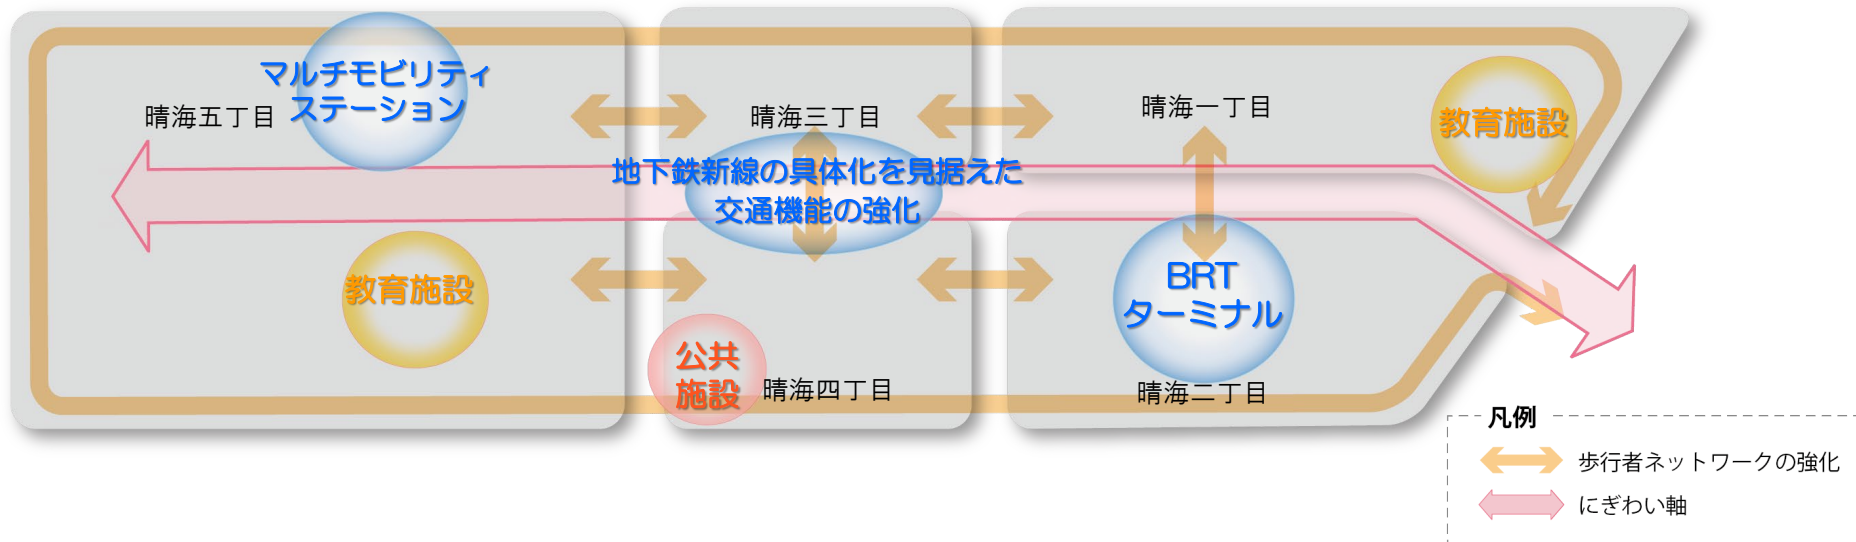 マルチモビリティ
ステーション
晴海五丁目
晴海三丁目
晴海一丁目
教育施設
地下鉄新線の具体化を見据えた
交通機能の強化
教育施設
BRT
ターミナル
公共
施設
晴海四丁目
晴海二丁目
凡例
歩行者ネットワークの強化
にぎわい軸